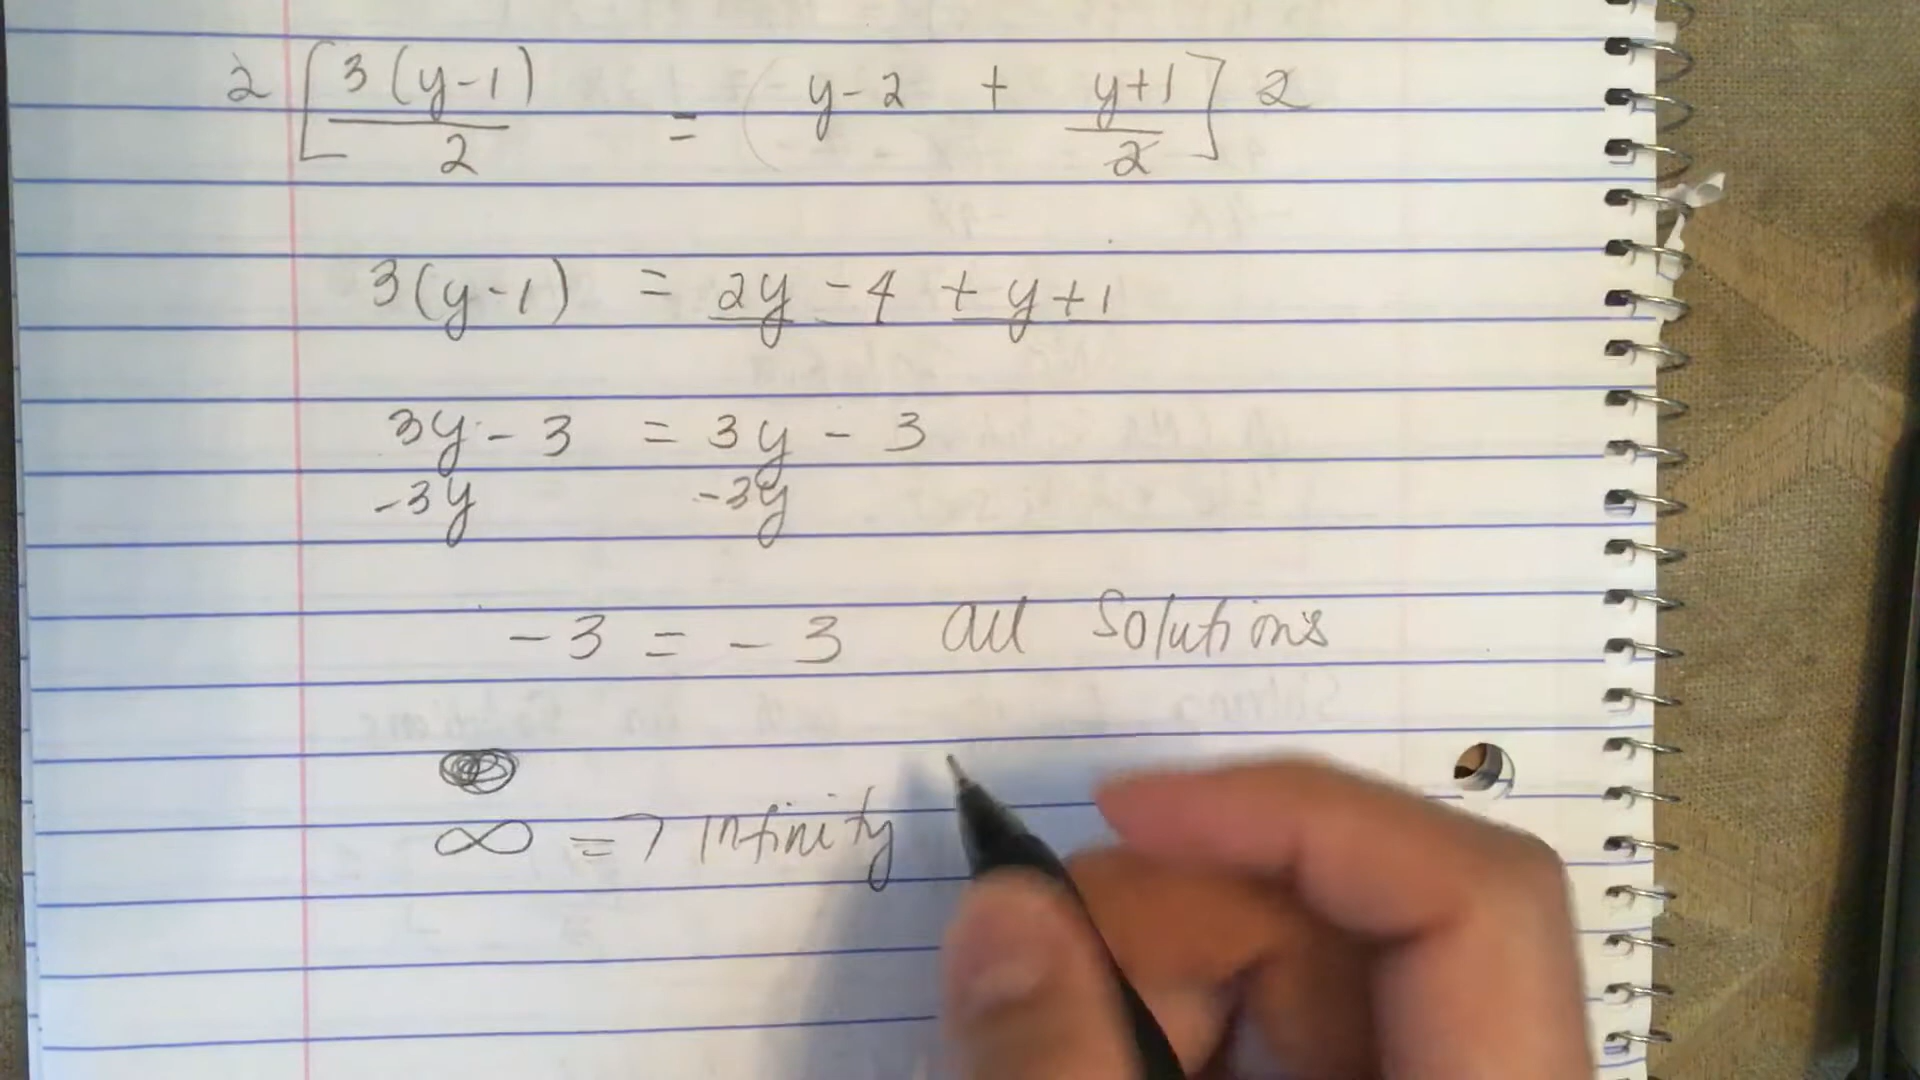 2 [ 3(y-1)/2 = ( y-2 + y+1/2 ] 2
3(y-1) = 2y - 4 + y+1
3y - 3 = 3y - 3
-3y -3y
-3 = -3 all Solutions
∞ => Infinity